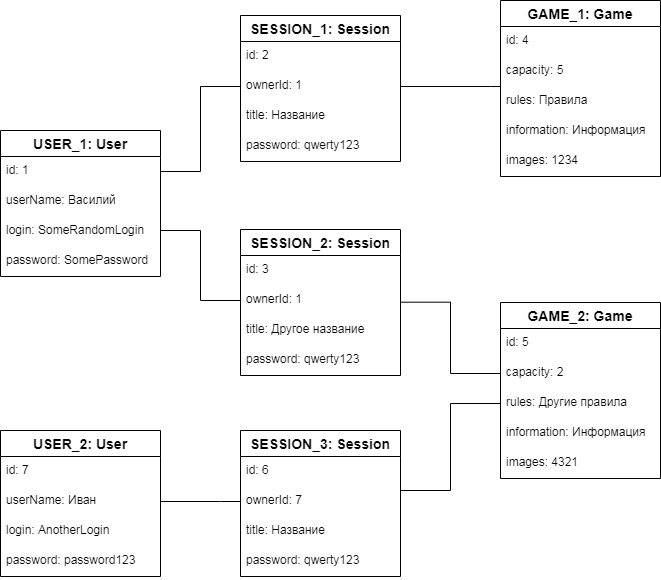 SESSION_1: Session
id: 2
ownerId: 1
title: Название
password: qwerty123
GAME_1: Game
id: 4
capacity: 5
rules: Правила
information: Информация
images: 1234
USER_1: User
id: 1
userName: Василий
login: SomeRandomLogin
password: SomePassword
SESSION_2: Session
id: 3
ownerId: 1
title: Другое название
password: qwerty123
GAME_2: Game
id: 5
capacity: 2
rules: Другие правила
information: Информация
images: 4321
USER_2: User
id: 7
userName: Иван
login: AnotherLogin
password: password123
SESSION_3: Session
id: 6
ownerId: 7
title: Название
password: qwerty123